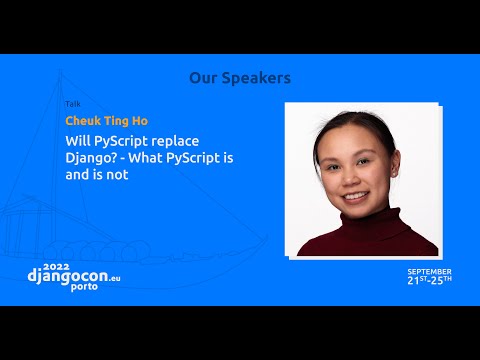 Our Speakers
Talk
Cheuk Ting Ho
Will PyScript replace
Django? - What PyScript is
and is not
2022
djangocon.eu
porto
SEPTEMBER
21ST-25TH